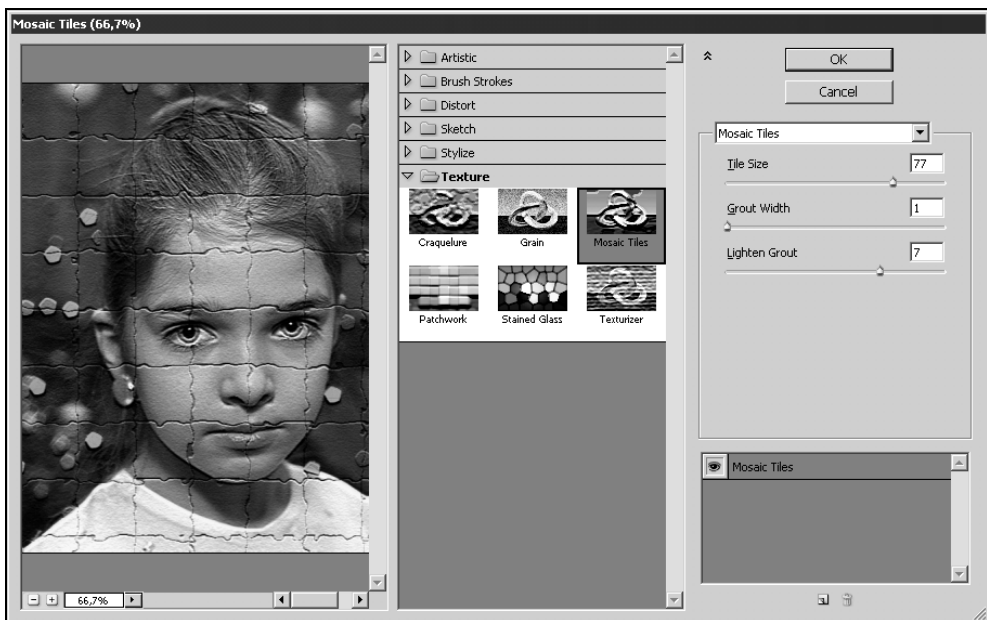 Mosaic Tiles (66,7%)
Artistic
Brush Strokes
Distort
Sketch
Stylize
Texture
Craquelure
Grain
Mosaic Tiles
Patchwork
Stained Glass
Texturizer
66,7%
OK
Cancel
Mosaic Tiles
Tile Size 77
Grout Width 1
Lighten Grout 7
Mosaic Tiles